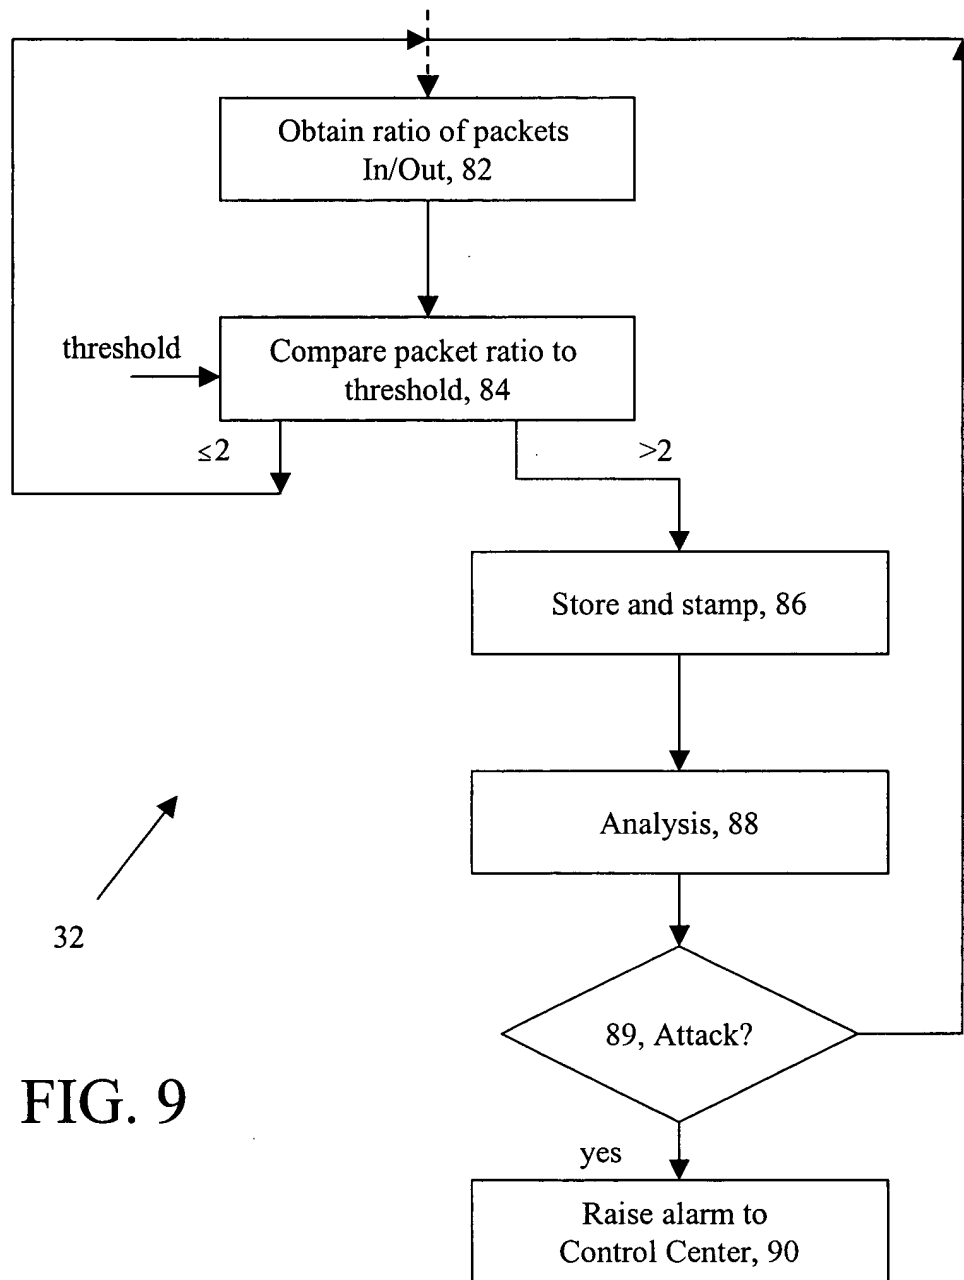 Obtain ratio of packets
In/Out, 82
threshold
Compare packet ratio to
threshold, 84
≤2
>2
Store and stamp, 86
Analysis, 88
32
89, Attack?
FIG. 9
yes
Raise alarm to
Control Center, 90